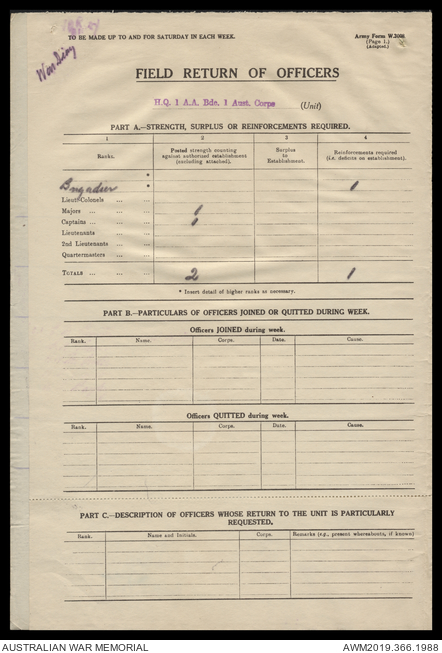 TO BE MADE UP TO AND FOR SATURDAY IN EACH WEEK.
Army Form W.3008
(Page 1.)
(Adapted.)
War Diary
FIELD RETURN OF OFFICERS
H.Q. 1 A.A. Bde. 1 Aust. Corps (Unit)
PART A.—STRENGTH, SURPLUS OR REINFORCEMENTS REQUIRED.
1 2 3 4
Ranks. Posted strength counting against authorized establishment (excluding attached). Surplus to Establishment. Reinforcements required (i.e. deficits on establishment).
*
Brigadier * 1
Lieut-Colonels ... ...
Majors ... ... ... 1
Captains ... ... ... 1
Lieutenants ... ...
2nd Lieutenants ... ...
Quartermasters ... ...
TOTALS ... ... ... 2 1
* Insert detail of higher ranks as necessary.
PART B.—PARTICULARS OF OFFICERS JOINED OR QUITTED DURING WEEK.
Officers JOINED during week.
Rank. Name. Corps. Date. Cause.
Officers QUITTED during week.
Rank. Name. Corps. Date. Cause.
PART C.—DESCRIPTION OF OFFICERS WHOSE RETURN TO THE UNIT IS PARTICULARLY
REQUESTED.
Rank. Name and Initials. Corps. Remarks (e.g., present whereabouts, if known)
AUSTRALIAN WAR MEMORIAL AWM2019.366.1988